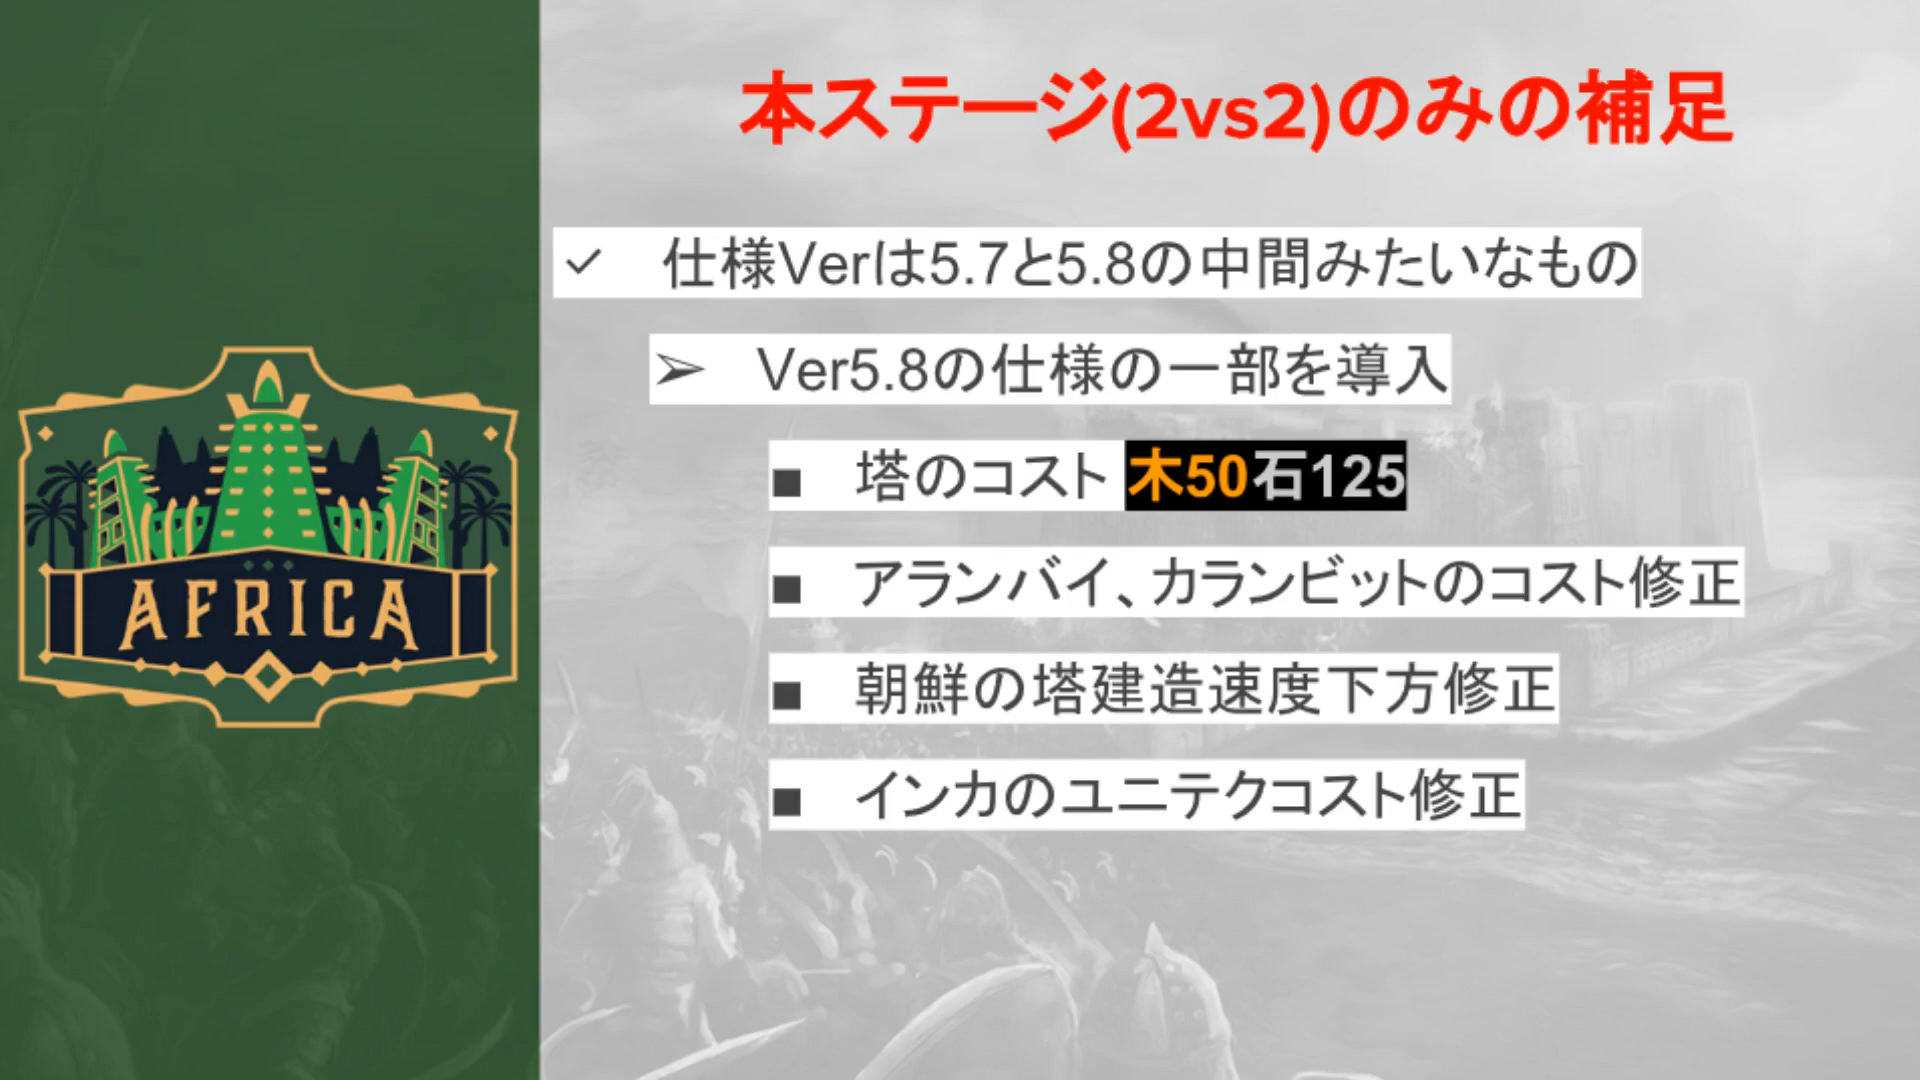 本ステージ(2vs2)のみの補足
✓ 仕様Verは5.7と5.8の中間みたいなもの
➢ Ver5.8の仕様の一部を導入
■ 塔のコスト 木50石125
■ アランバイ、カランビットのコスト修正
■ 朝鮮の塔建造速度下方修正
■ インカのユニテクコスト修正
AFRICA